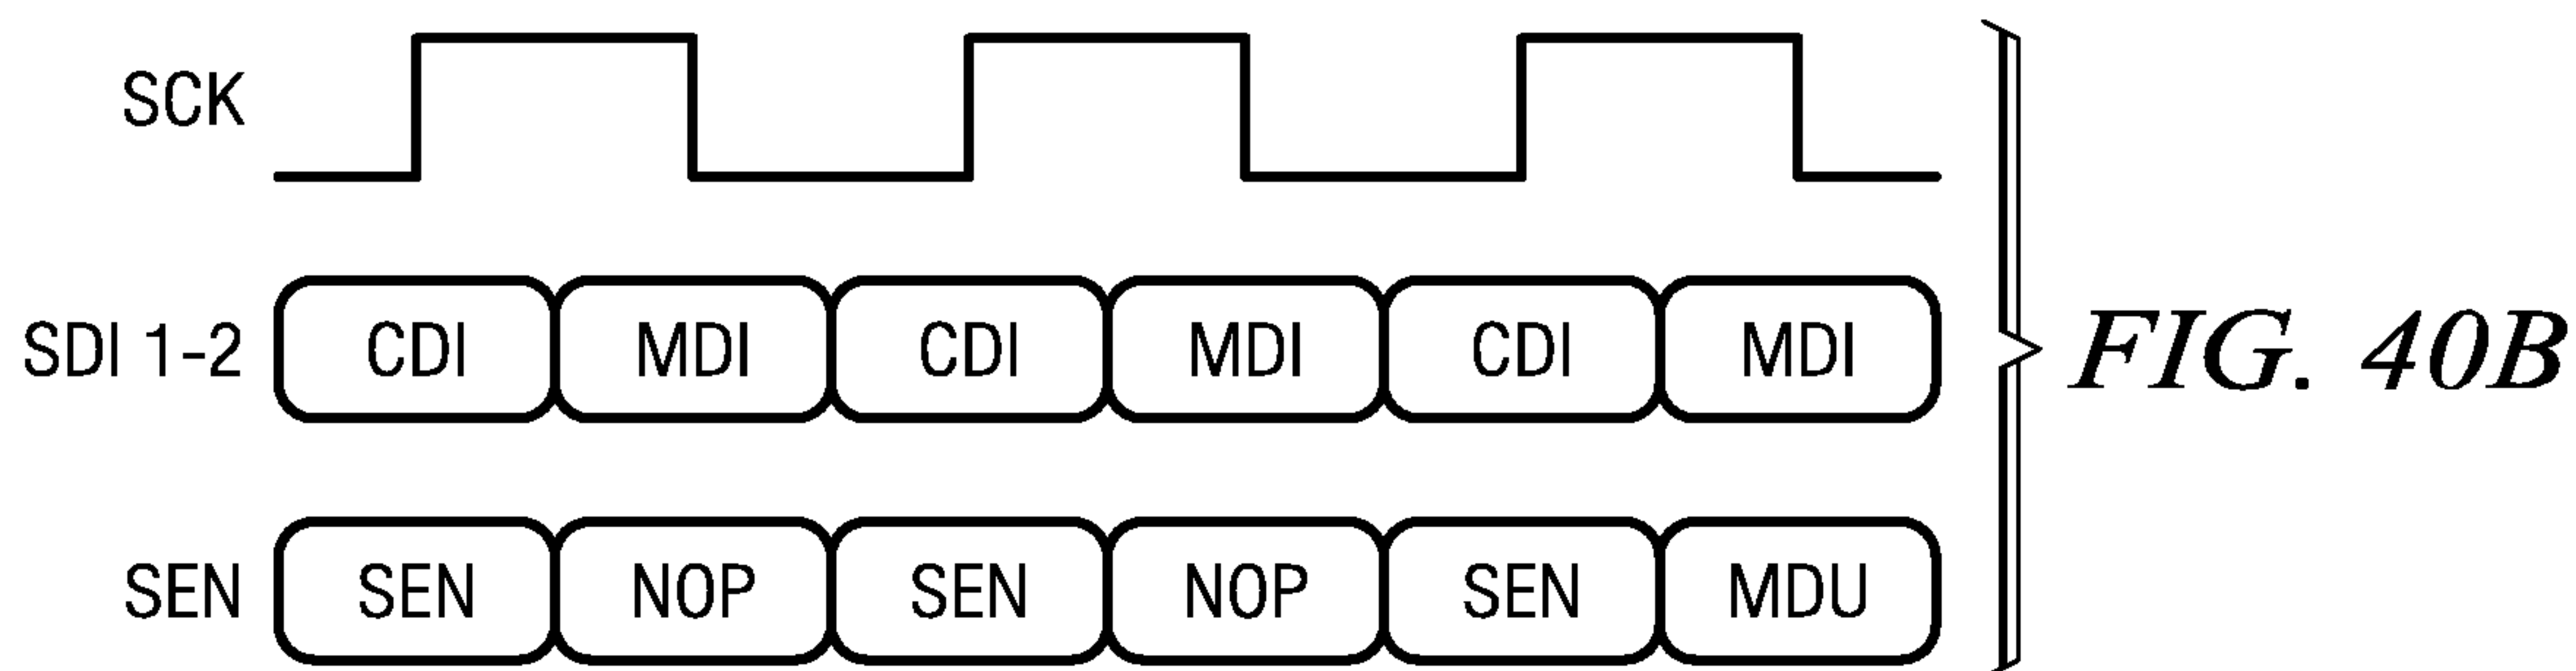 SCK
SDI 1-2 CDI MDI CDI MDI CDI MDI
SEN SEN NOP SEN NOP SEN MDU
FIG. 40B